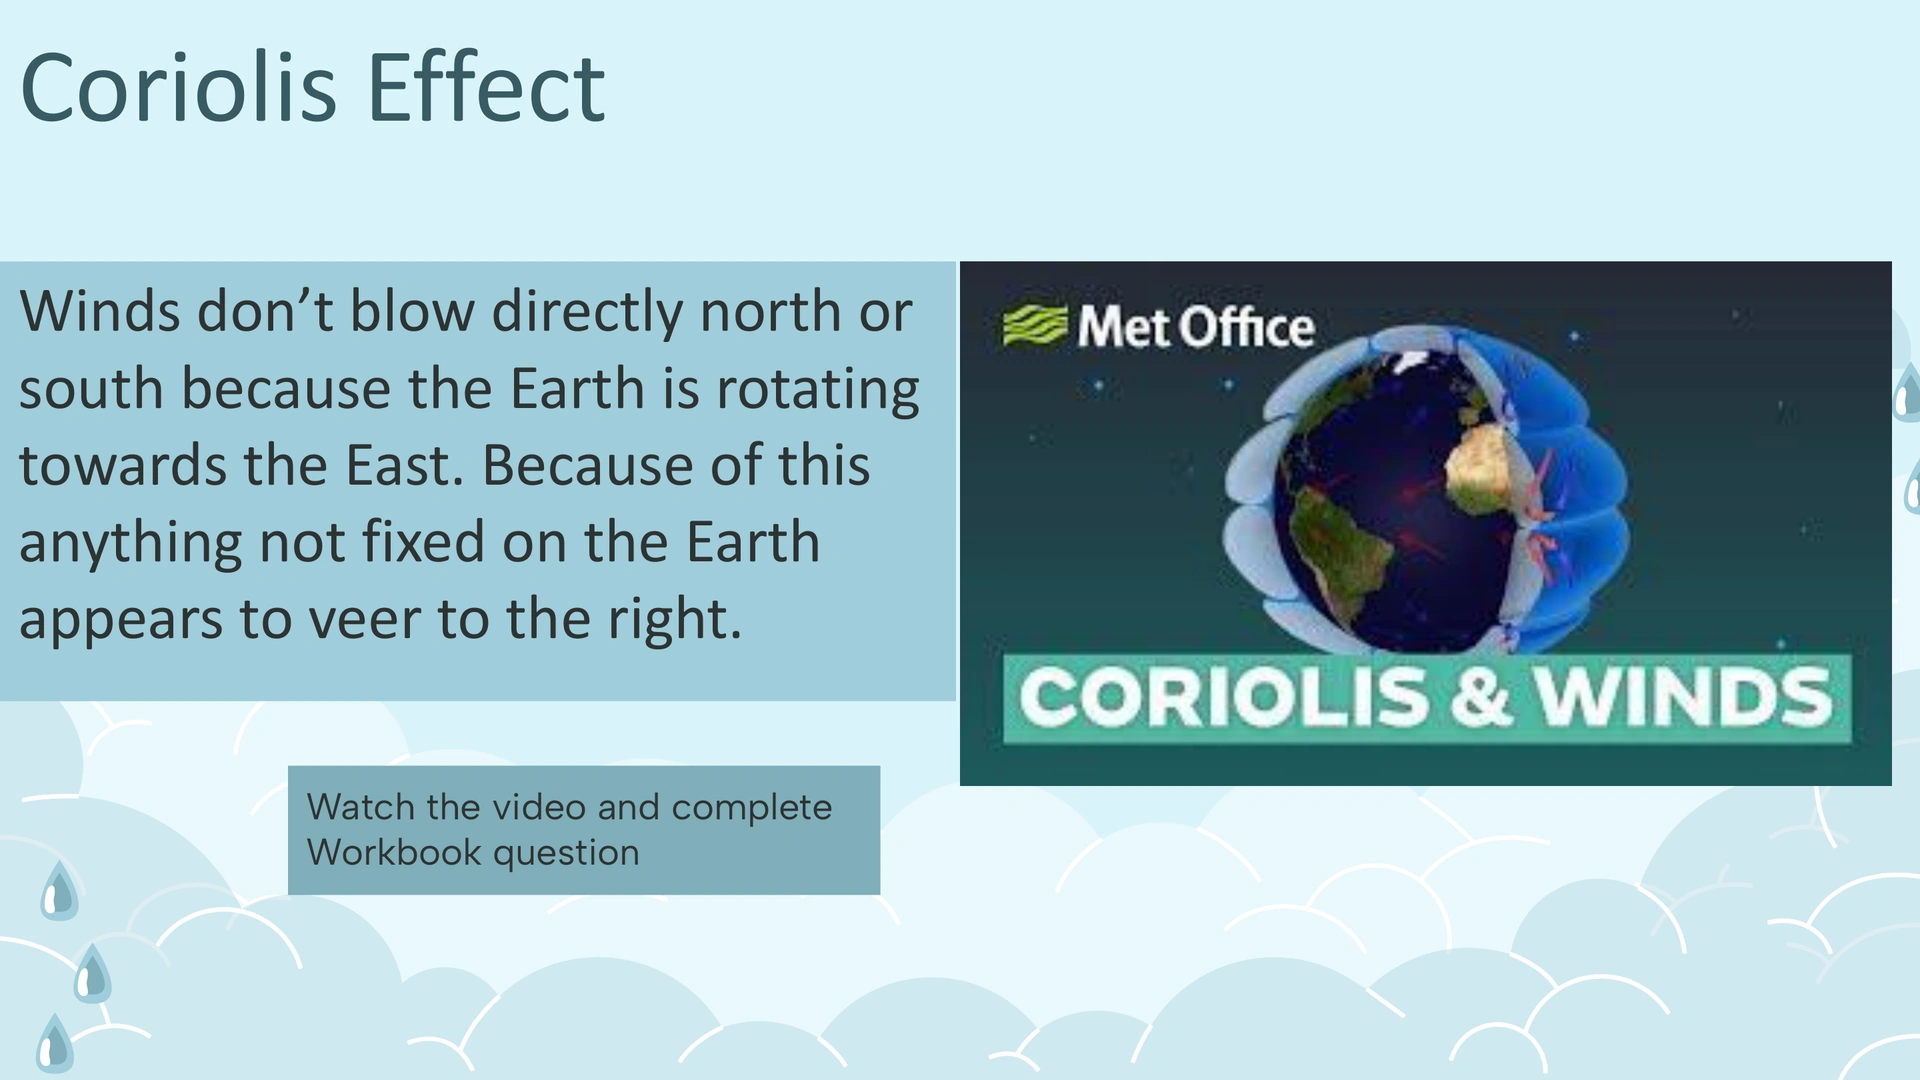 Coriolis Effect
Winds don’t blow directly north or
south because the Earth is rotating
towards the East. Because of this
anything not fixed on the Earth
appears to veer to the right.
Met Office
CORIOLIS & WINDS
Watch the video and complete
Workbook question